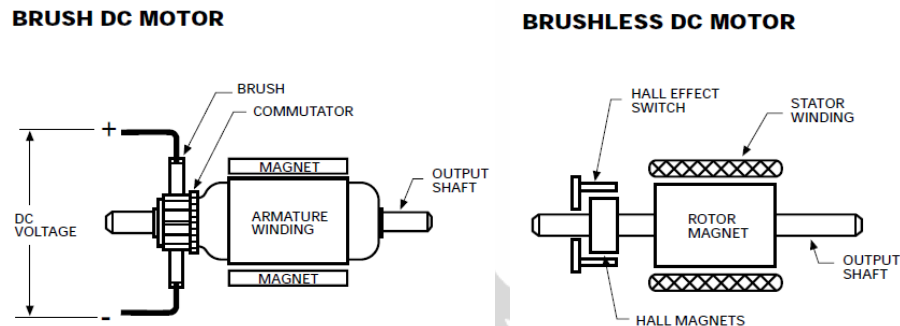 BRUSH DC MOTOR
BRUSH
COMMUTATOR
+
MAGNET
OUTPUT
SHAFT
DC
VOLTAGE
ARMATURE
WINDING
MAGNET
-
BRUSHLESS DC MOTOR
HALL EFFECT
SWITCH
STATOR
WINDING
ROTOR
MAGNET
OUTPUT
SHAFT
HALL MAGNETS